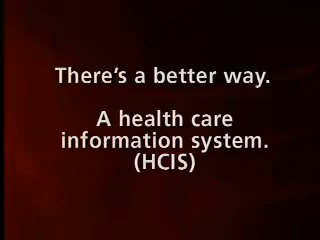 There's a better way.
A health care
information system.
(HCIS)